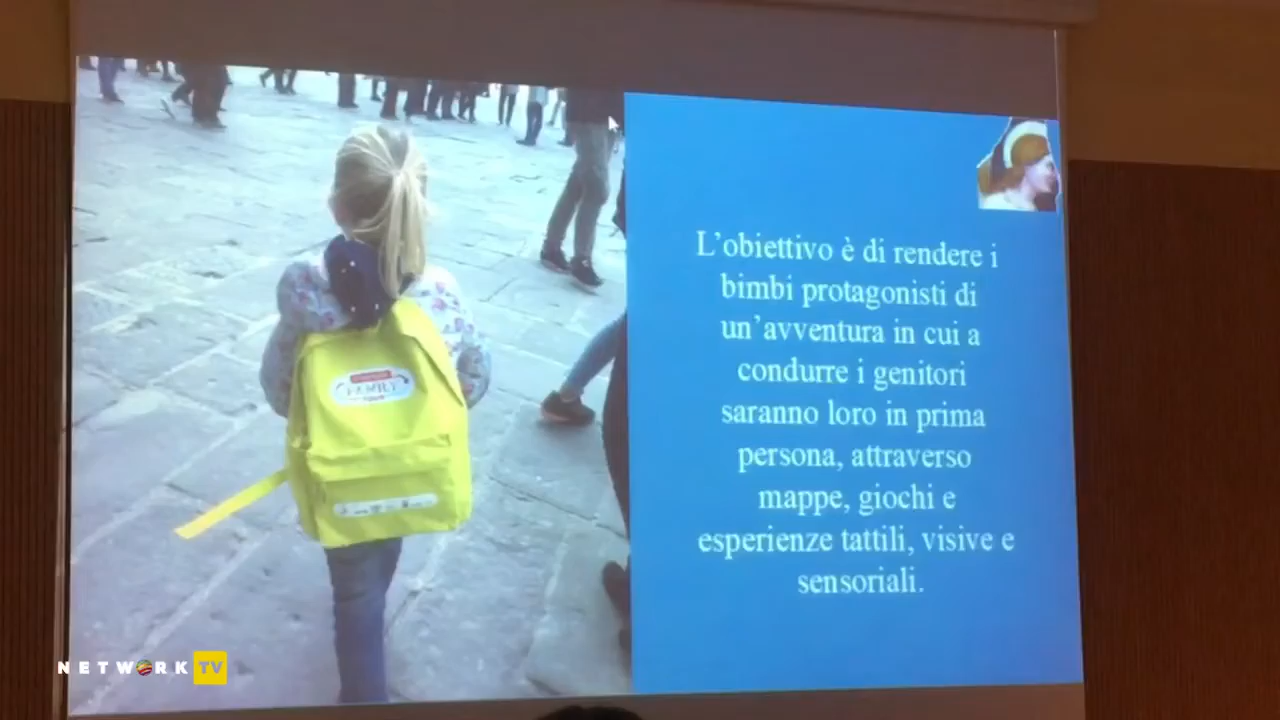 FAMILY
L'obiettivo è di rendere i
bimbi protagonisti di
un'avventura in cui a
condurre i genitori
saranno loro in prima
persona, attraverso
mappe, giochi e
esperienze tattili, visive e
sensoriali.
NETWORK TV